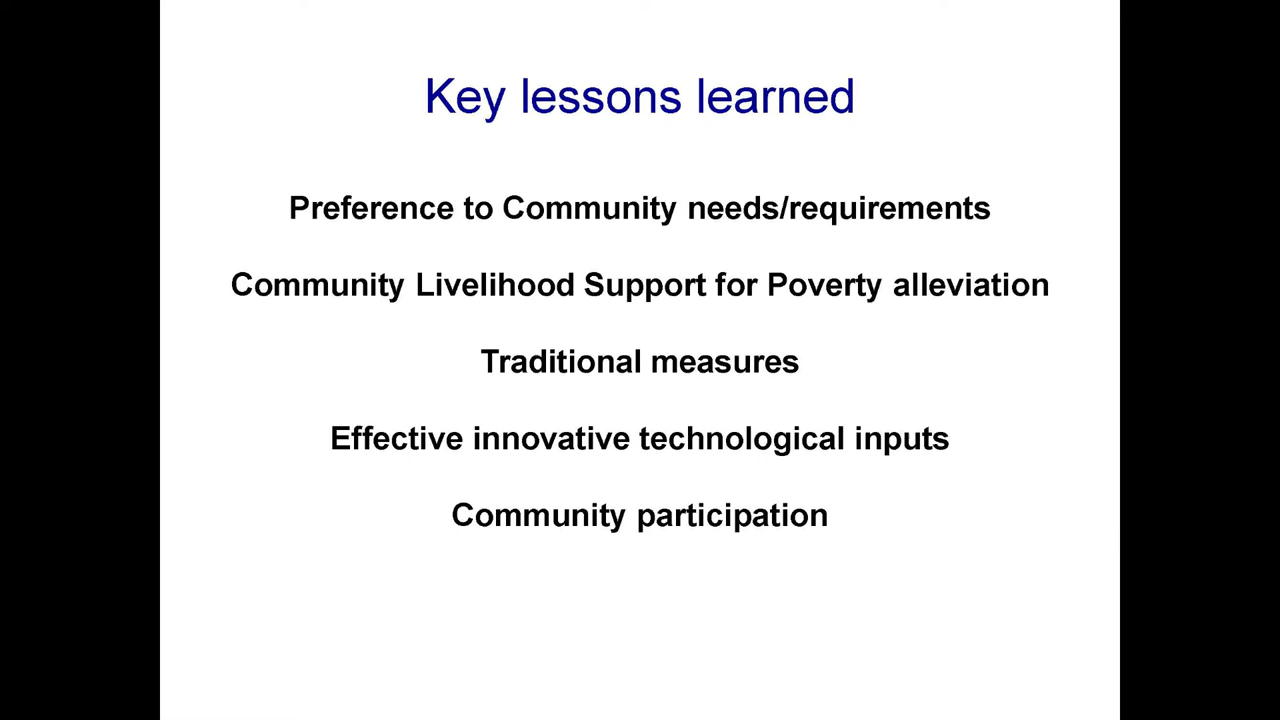 Key lessons learned
Preference to Community needs/requirements
Community Livelihood Support for Poverty alleviation
Traditional measures
Effective innovative technological inputs
Community participation